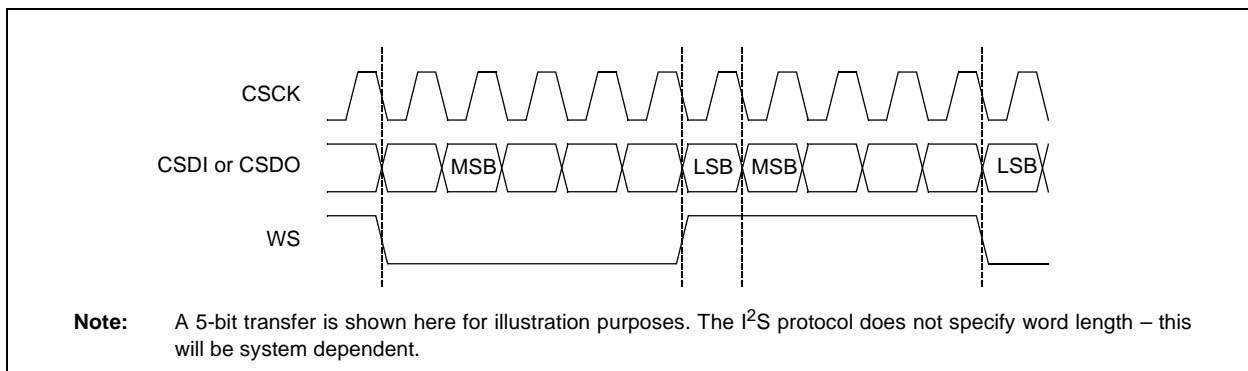 CSCK
CSDI or CSDO
MSB
LSB
MSB
LSB
WS
Note: A 5-bit transfer is shown here for illustration purposes. The I²S protocol does not specify word length – this
will be system dependent.